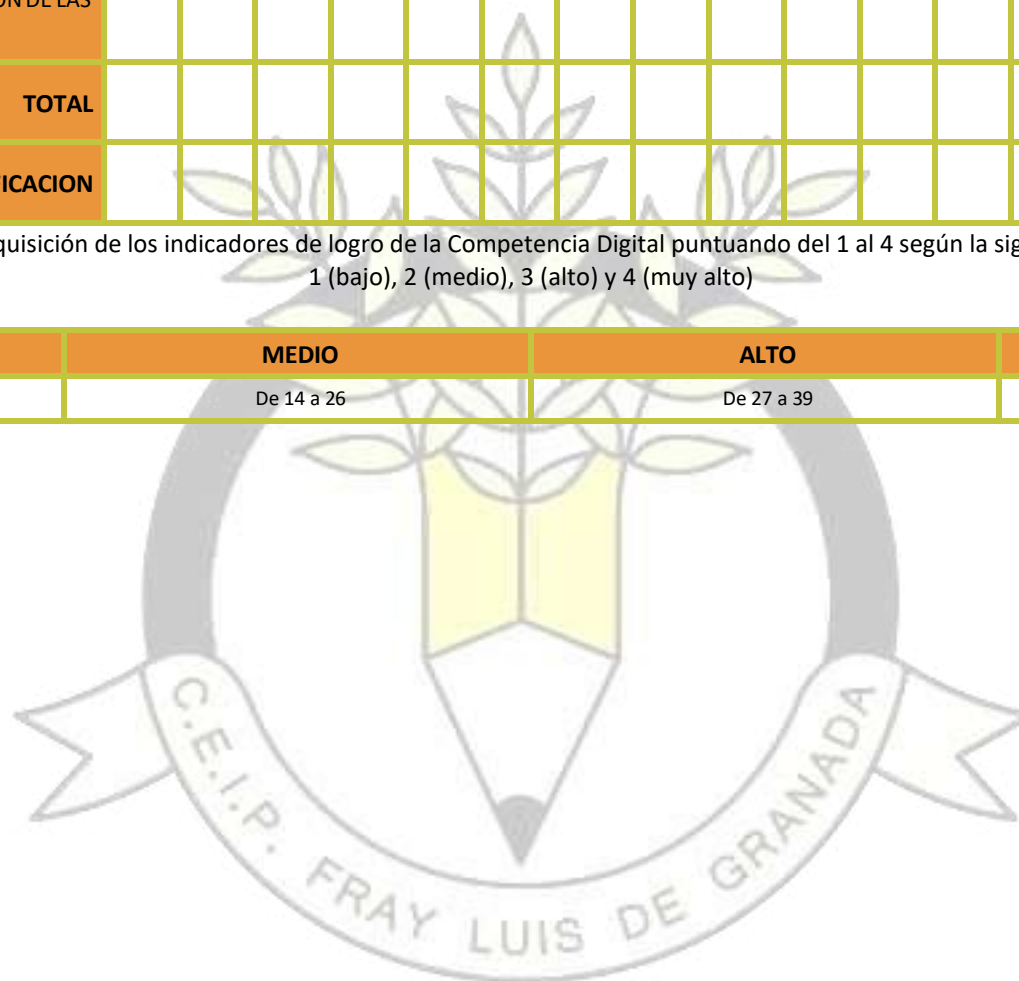 DE LAS
TOTAL
ICACION
quisición de los indicadores de logro de la Competencia Digital puntuando del 1 al 4 según la sig
1 (bajo), 2 (medio), 3 (alto) y 4 (muy alto)
MEDIO ALTO
De 14 a 26 De 27 a 39
C.E.I.P. FRAY LUIS DE GRANADA